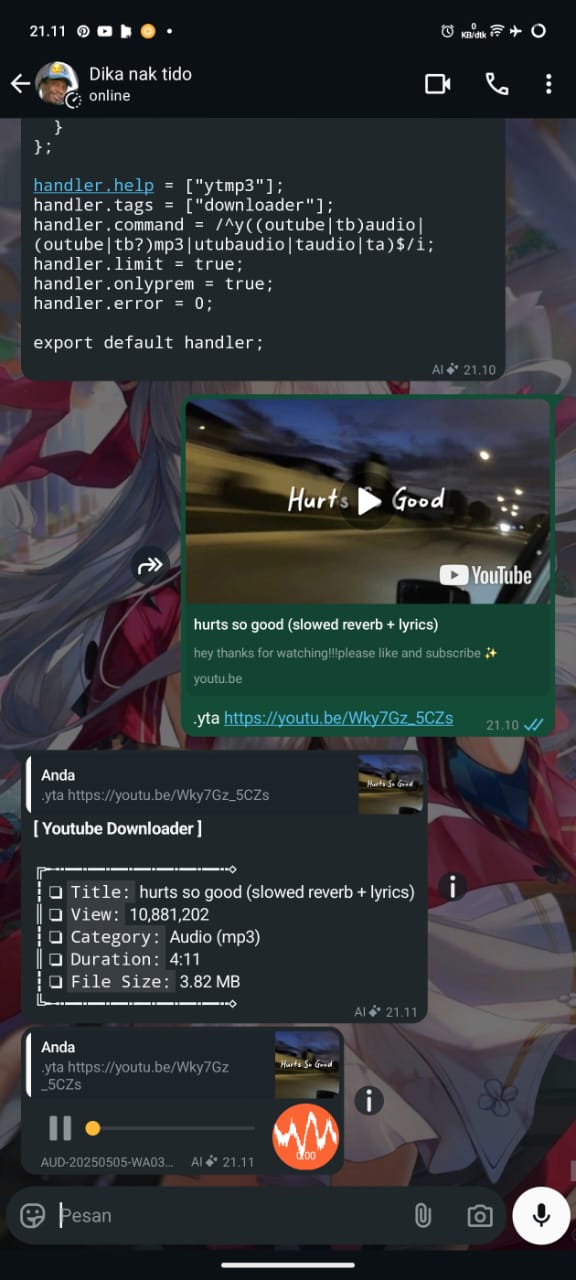 21.11
0
KB/dtk
Dika nak tido
online
}
};
handler.help = ["ytmp3"];
handler.tags = ["downloader"];
handler.command = /^y((outube|tb)audio|
(outube|tb?)mp3|utubaudio|taudio|ta)$/i;
handler.limit = true;
handler.onlyprem = true;
handler.error = 0;
export default handler;
AI 21.10
Hurts Good
YouTube
hurts so good (slowed reverb + lyrics)
hey thanks for watching!!!please like and subscribe ✨
youtu.be
.yta https://youtu.be/Wky7Gz_5CZs
21.10
Anda
.yta https://youtu.be/Wky7Gz_5CZs
Hurts So Good
[ Youtube Downloader ]
❏ Title: hurts so good (slowed reverb + lyrics)
❏ View: 10,881,202
❏ Category: Audio (mp3)
❏ Duration: 4:11
❏ File Size: 3.82 MB
AI 21.11
Anda
.yta https://youtu.be/Wky7Gz
_5CZs
Hurts So Good
0:00
AUD-20250505-WA03...
AI 21.11
Pesan